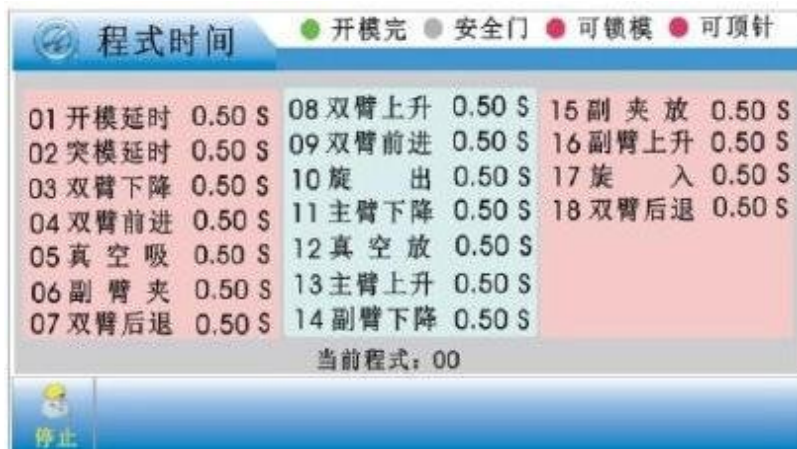 程式时间
开模完 安全门 可锁模 可顶针
01 开模延时 0.50 S
02 突模延时 0.50 S
03 双臂下降 0.50 S
04 双臂前进 0.50 S
05 真空吸 0.50 S
06 副臂夹 0.50 S
07 双臂后退 0.50 S
08 双臂上升 0.50 S
09 双臂前进 0.50 S
10 旋出 0.50 S
11 主臂下降 0.50 S
12 真空放 0.50 S
13 主臂上升 0.50 S
14 副臂下降 0.50 S
15 副夹放 0.50 S
16 副臂上升 0.50 S
17 旋入 0.50 S
18 双臂后退 0.50 S
当前程式：00
停止